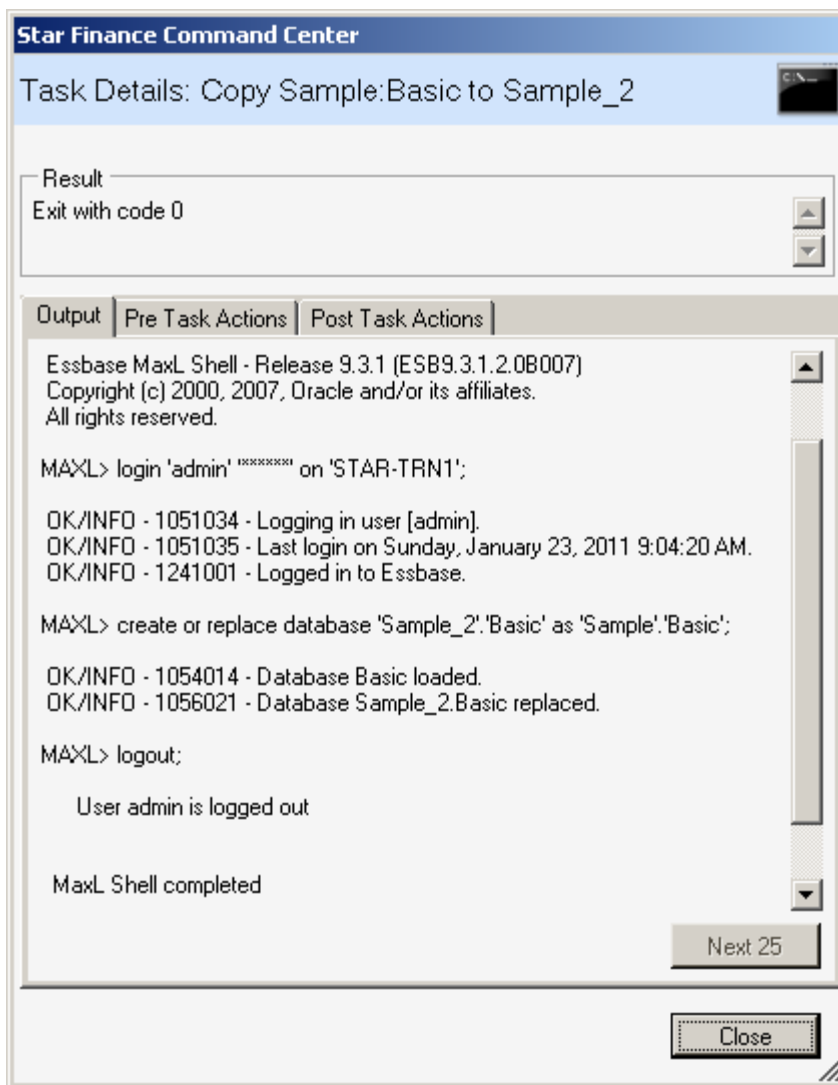 Star Finance Command Center
Task Details: Copy Sample:Basic to Sample_2
C:\_
Result
Exit with code 0
Output
Pre Task Actions
Post Task Actions
Essbase MaxL Shell - Release 9.3.1 (ESB9.3.1.2.0B007)
Copyright (c) 2000, 2007, Oracle and/or its affiliates.
All rights reserved.
MAXL> login 'admin' '*******' on 'STAR-TRN1';
OK/INFO - 1051034 - Logging in user [admin].
OK/INFO - 1051035 - Last login on Sunday, January 23, 2011 9:04:20 AM.
OK/INFO - 1241001 - Logged in to Essbase.
MAXL> create or replace database 'Sample_2'.'Basic' as 'Sample'.'Basic';
OK/INFO - 1054014 - Database Basic loaded.
OK/INFO - 1056021 - Database Sample_2.Basic replaced.
MAXL> logout;
User admin is logged out
MaxL Shell completed
Next 25
Close